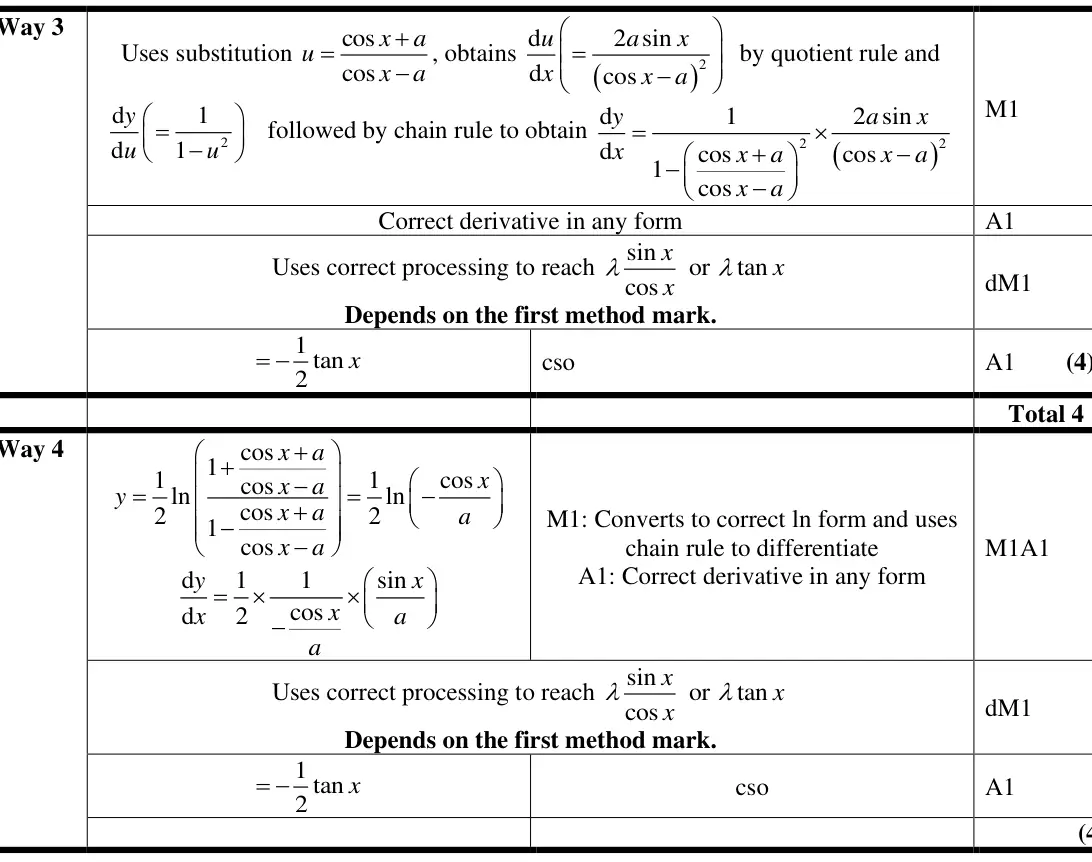 Way 3
Uses substitution u = (cos x + a)/(cos x − a), obtains du/dx (= 2a sin x/(cos x − a)²) by quotient rule and
dy/du (= 1/(1 − u²)) followed by chain rule to obtain dy/dx = 1/(1 − ((cos x + a)/(cos x − a))²) × 2a sin x/(cos x − a)²
M1
Correct derivative in any form A1
Uses correct processing to reach λ sin x/cos x or λ tan x
Depends on the first method mark.
dM1
= −1/2 tan x cso A1 (4)
Total 4
Way 4
y = 1/2 ln((1 + (cos x + a)/(cos x − a))/(1 − (cos x + a)/(cos x − a))) = 1/2 ln(−cos x/a)
dy/dx = 1/2 × 1/(−cos x/a) × (sin x/a)
M1: Converts to correct ln form and uses
chain rule to differentiate
A1: Correct derivative in any form
M1A1
Uses correct processing to reach λ sin x/cos x or λ tan x
Depends on the first method mark.
dM1
= −1/2 tan x cso A1
(4